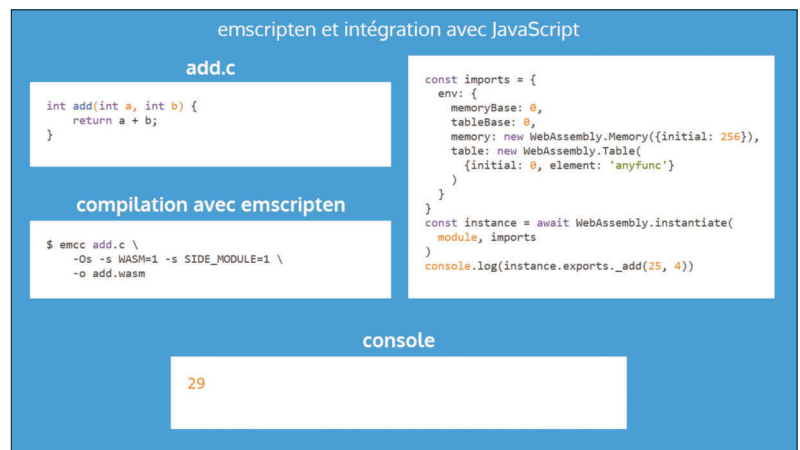 emscripten et intégration avec JavaScript
add.c
int add(int a, int b) {
    return a + b;
}
compilation avec emscripten
$ emcc add.c \
    -Os -s WASM=1 -s SIDE_MODULE=1 \
    -o add.wasm
const imports = {
  env: {
    memoryBase: 0,
    tableBase: 0,
    memory: new WebAssembly.Memory({initial: 256}),
    table: new WebAssembly.Table(
      {initial: 0, element: 'anyfunc'}
    )
  }
}
const instance = await WebAssembly.instantiate(
  module, imports
)
console.log(instance.exports._add(25, 4))
console
29